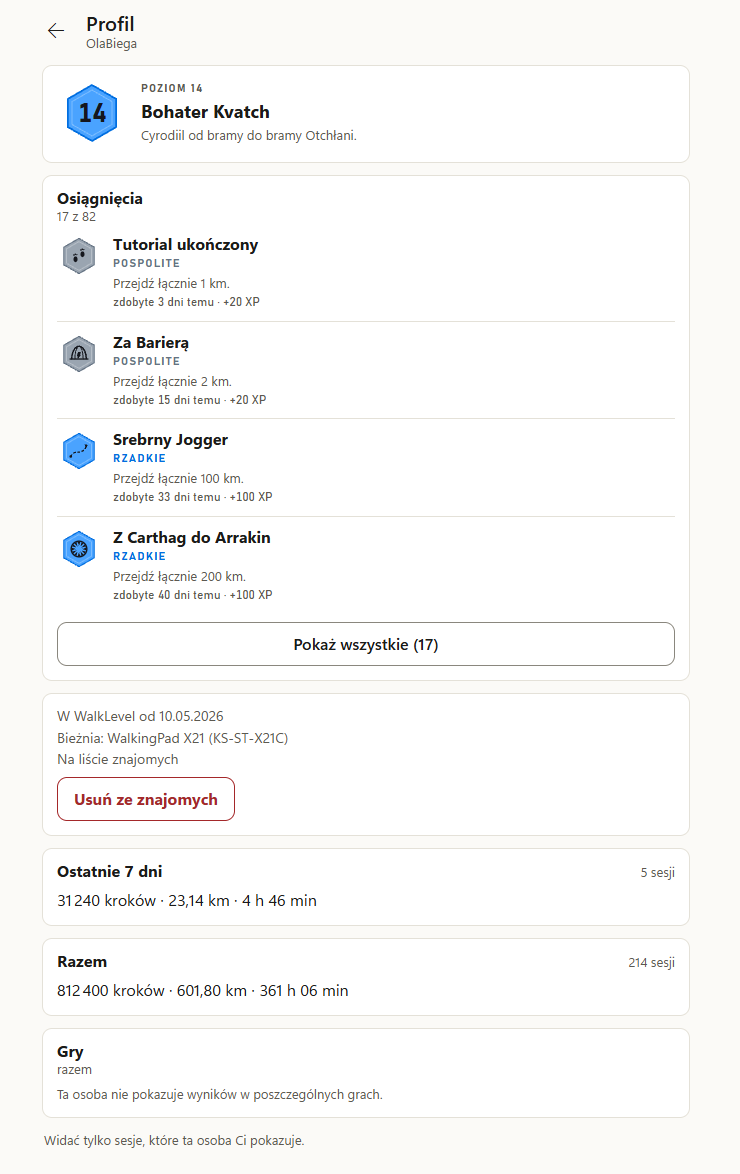 Profil
OlaBiega
14
POZIOM 14
Bohater Kvatch
Cyrodiil od bramy do bramy Otchłani.
Osiągnięcia
17 z 82
Tutorial ukończony
POSPOLITE
Przejdź łącznie 1 km.
zdobyte 3 dni temu · +20 XP
Za Barierą
POSPOLITE
Przejdź łącznie 2 km.
zdobyte 15 dni temu · +20 XP
Srebrny Jogger
RZADKIE
Przejdź łącznie 100 km.
zdobyte 33 dni temu · +100 XP
Z Carthag do Arrakin
RZADKIE
Przejdź łącznie 200 km.
zdobyte 40 dni temu · +100 XP
Pokaż wszystkie (17)
W WalkLevel od 10.05.2026
Bieżnia: WalkingPad X21 (KS-ST-X21C)
Na liście znajomych
Usuń ze znajomych
Ostatnie 7 dni
5 sesji
31 240 kroków · 23,14 km · 4 h 46 min
Razem
214 sesji
812 400 kroków · 601,80 km · 361 h 06 min
Gry
razem
Ta osoba nie pokazuje wyników w poszczególnych grach.
Widać tylko sesje, które ta osoba Ci pokazuje.